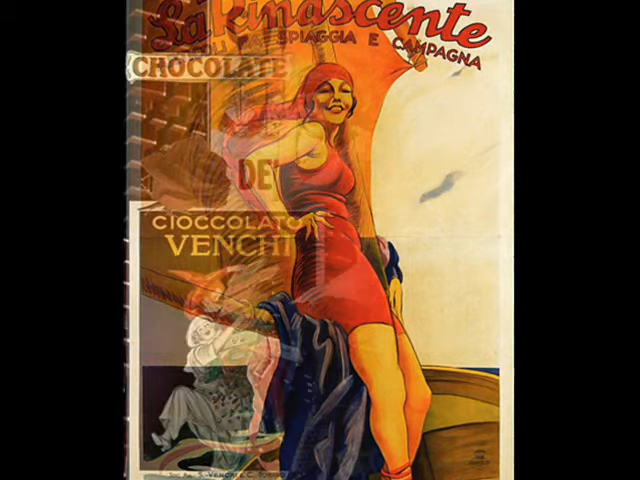 La Rinascente
SPIAGGIA E CAMPAGNA
CHOCOLATE
DE
CIOCCOLATO
VENCHI